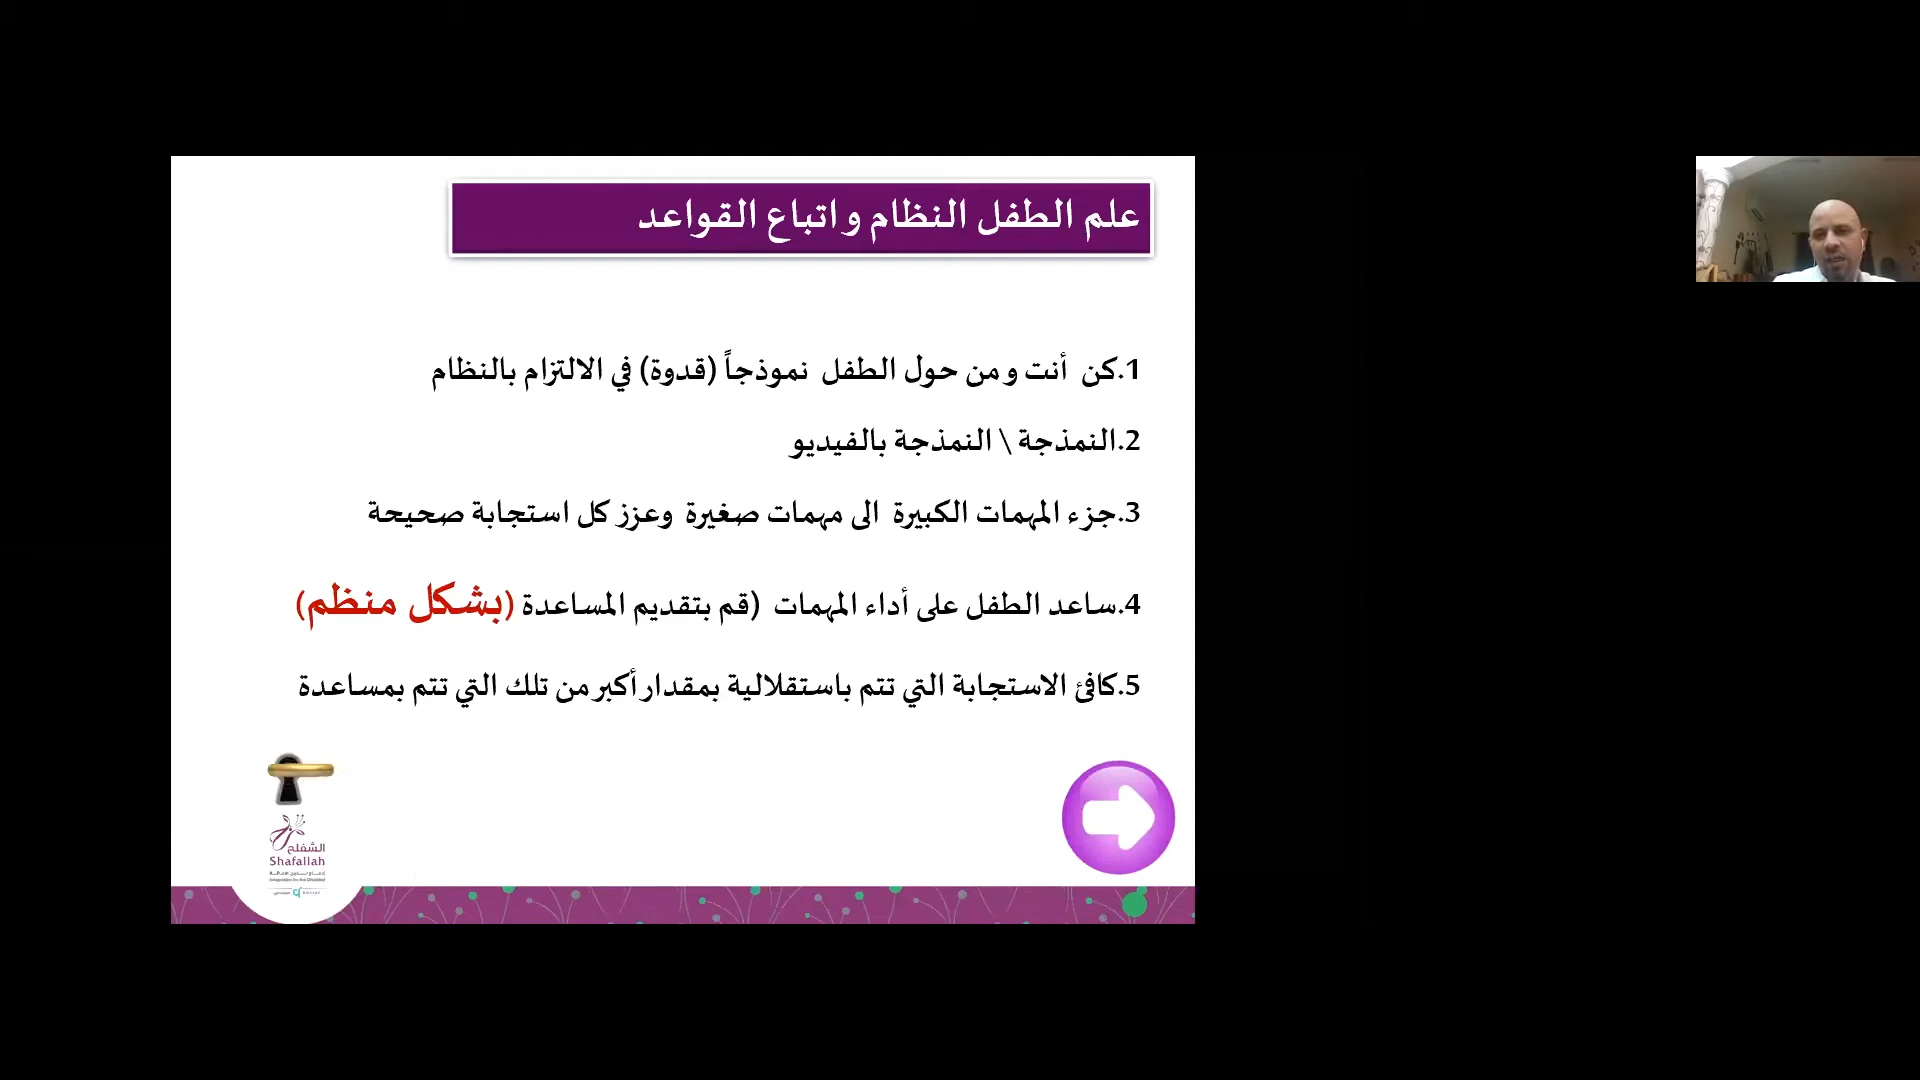 علم الطفل النظام واتباع القواعد
1.كن أنت ومن حول الطفل نموذجاً (قدوة) في الالتزام بالنظام
2.النمذجة \ النمذجة بالفيديو
3.جزء المهمات الكبيرة الى مهمات صغيرة وعزز كل استجابة صحيحة
4.ساعد الطفل على أداء المهمات (قم بتقديم المساعدة (بشكل منظم)
5.كافئ الاستجابة التي تتم باستقلالية بمقدار أكبر من تلك التي تتم بمساعدة
الشفلح
Shafallah